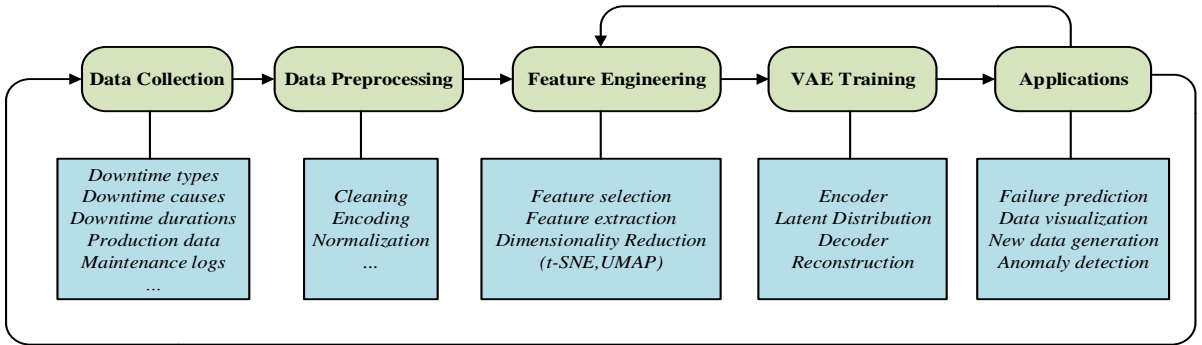 Data Collection
Data Preprocessing
Feature Engineering
VAE Training
Applications
Downtime types
Downtime causes
Downtime durations
Production data
Maintenance logs
...
Cleaning
Encoding
Normalization
...
Feature selection
Feature extraction
Dimensionality Reduction
(t-SNE,UMAP)
Encoder
Latent Distribution
Decoder
Reconstruction
Failure prediction
Data visualization
New data generation
Anomaly detection